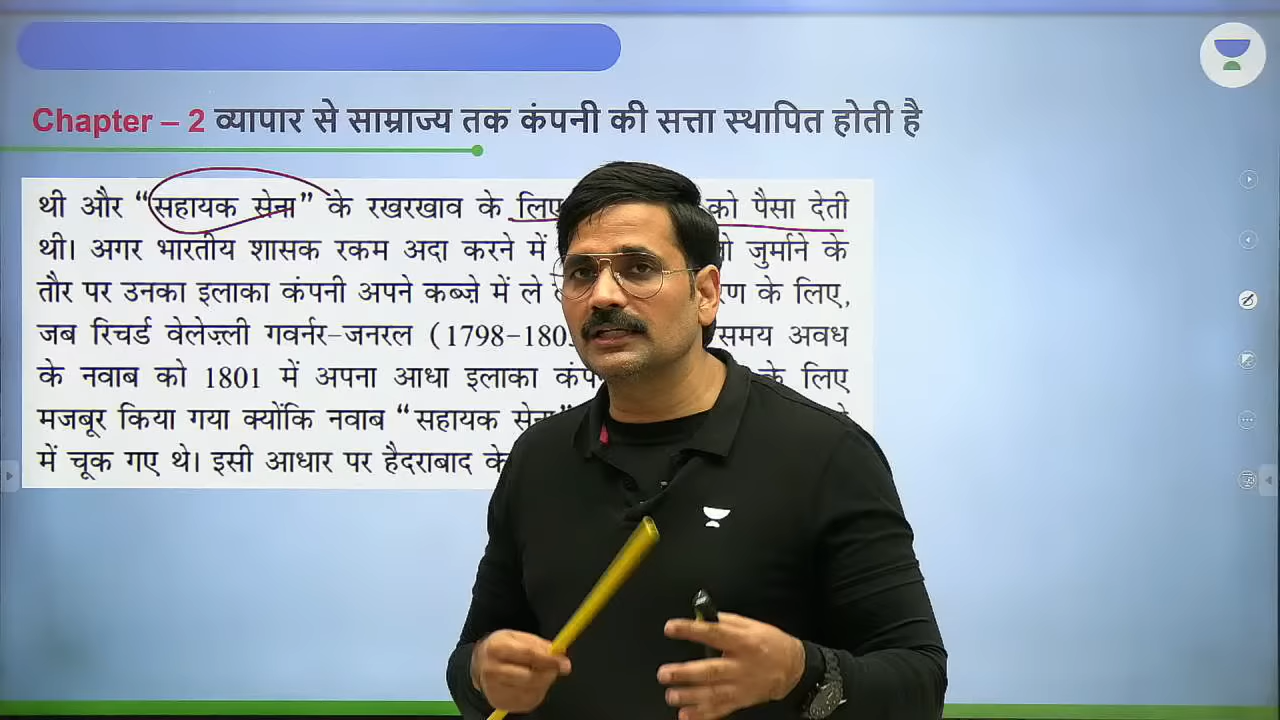 Chapter – 2 व्यापार से साम्राज्य तक कंपनी की सत्ता स्थापित होती है
थी और “सहायक सेना” के रखरखाव के लिए को पैसा देती
थी। अगर भारतीय शासक रकम अदा करने में जुर्माने के
तौर पर उनका इलाका कंपनी अपने कब्ज़े में ले के लिए,
जब रिचर्ड वेलेज़्ली गवर्नर-जनरल (1798-180 समय अवध
के नवाब को 1801 में अपना आधा इलाका के लिए
मजबूर किया गया क्योंकि नवाब “सहायक
में चूक गए थे। इसी आधार पर हैदराबाद के